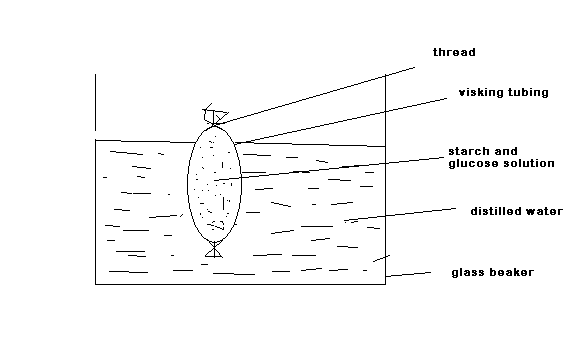 thread
visking tubing
starch and
glucose solution
distilled water
glass beaker